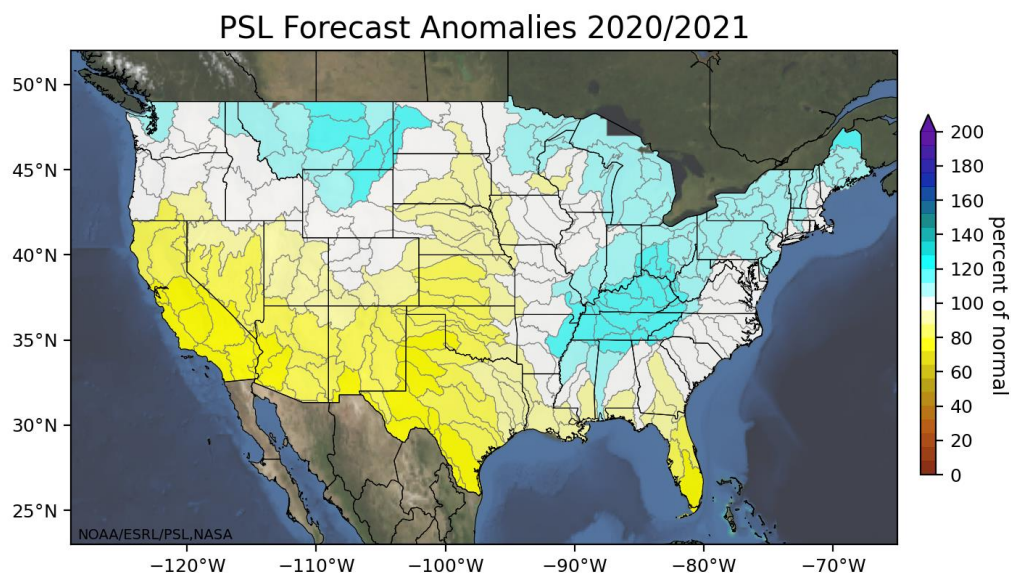 PSL Forecast Anomalies 2020/2021
50°N
45°N
40°N
35°N
30°N
25°N
−120°W
−110°W
−100°W
−90°W
−80°W
−70°W
NOAA/ESRL/PSL,NASA
200
180
160
140
120
100
80
60
40
20
0
percent of normal